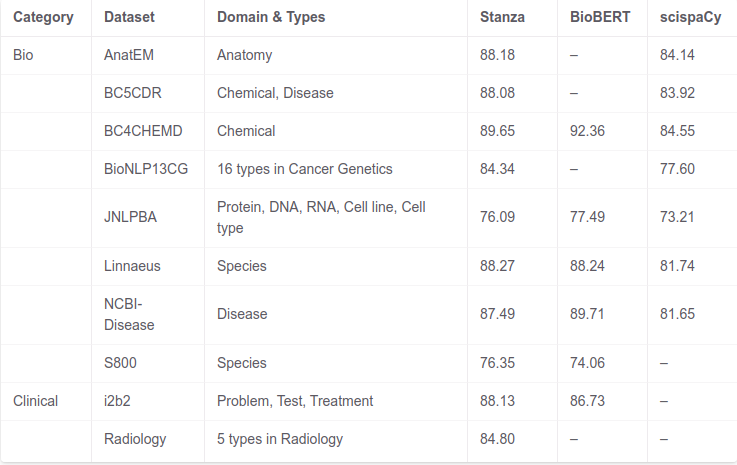 Category Dataset Domain & Types Stanza BioBERT scispaCy
Bio AnatEM Anatomy 88.18 – 84.14
BC5CDR Chemical, Disease 88.08 – 83.92
BC4CHEMD Chemical 89.65 92.36 84.55
BioNLP13CG 16 types in Cancer Genetics 84.34 – 77.60
JNLPBA Protein, DNA, RNA, Cell line, Cell
type 76.09 77.49 73.21
Linnaeus Species 88.27 88.24 81.74
NCBI-
Disease Disease 87.49 89.71 81.65
S800 Species 76.35 74.06 –
Clinical i2b2 Problem, Test, Treatment 88.13 86.73 –
Radiology 5 types in Radiology 84.80 – –